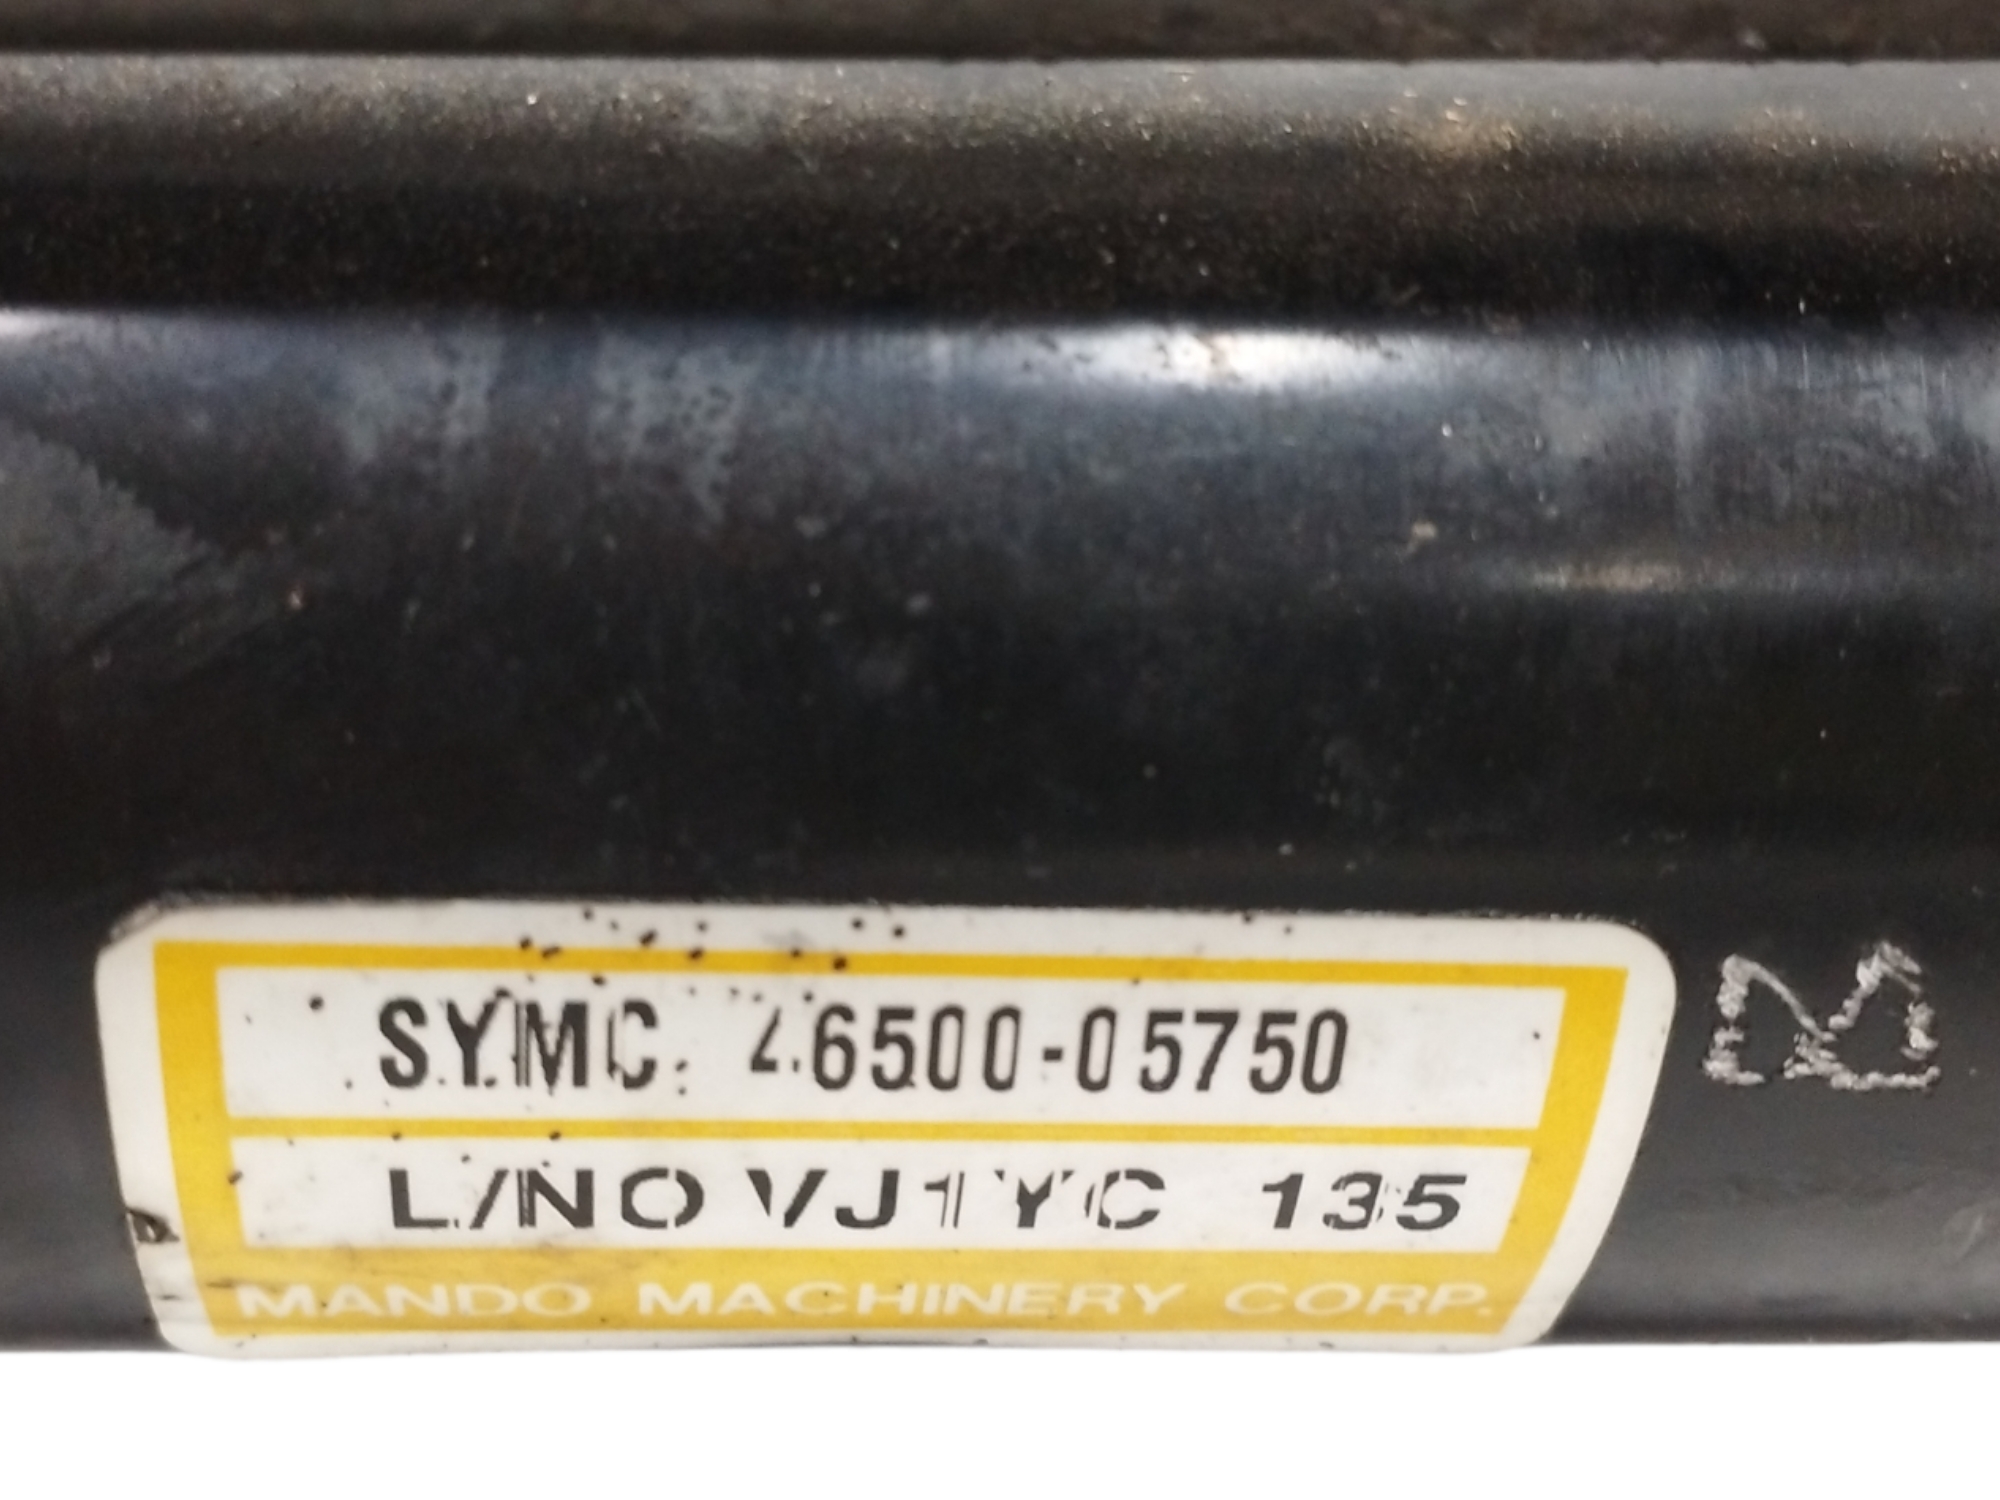 SYMC 46500-05750
L/NO VJ1YC 135
MANDO MACHINERY CORP.
B